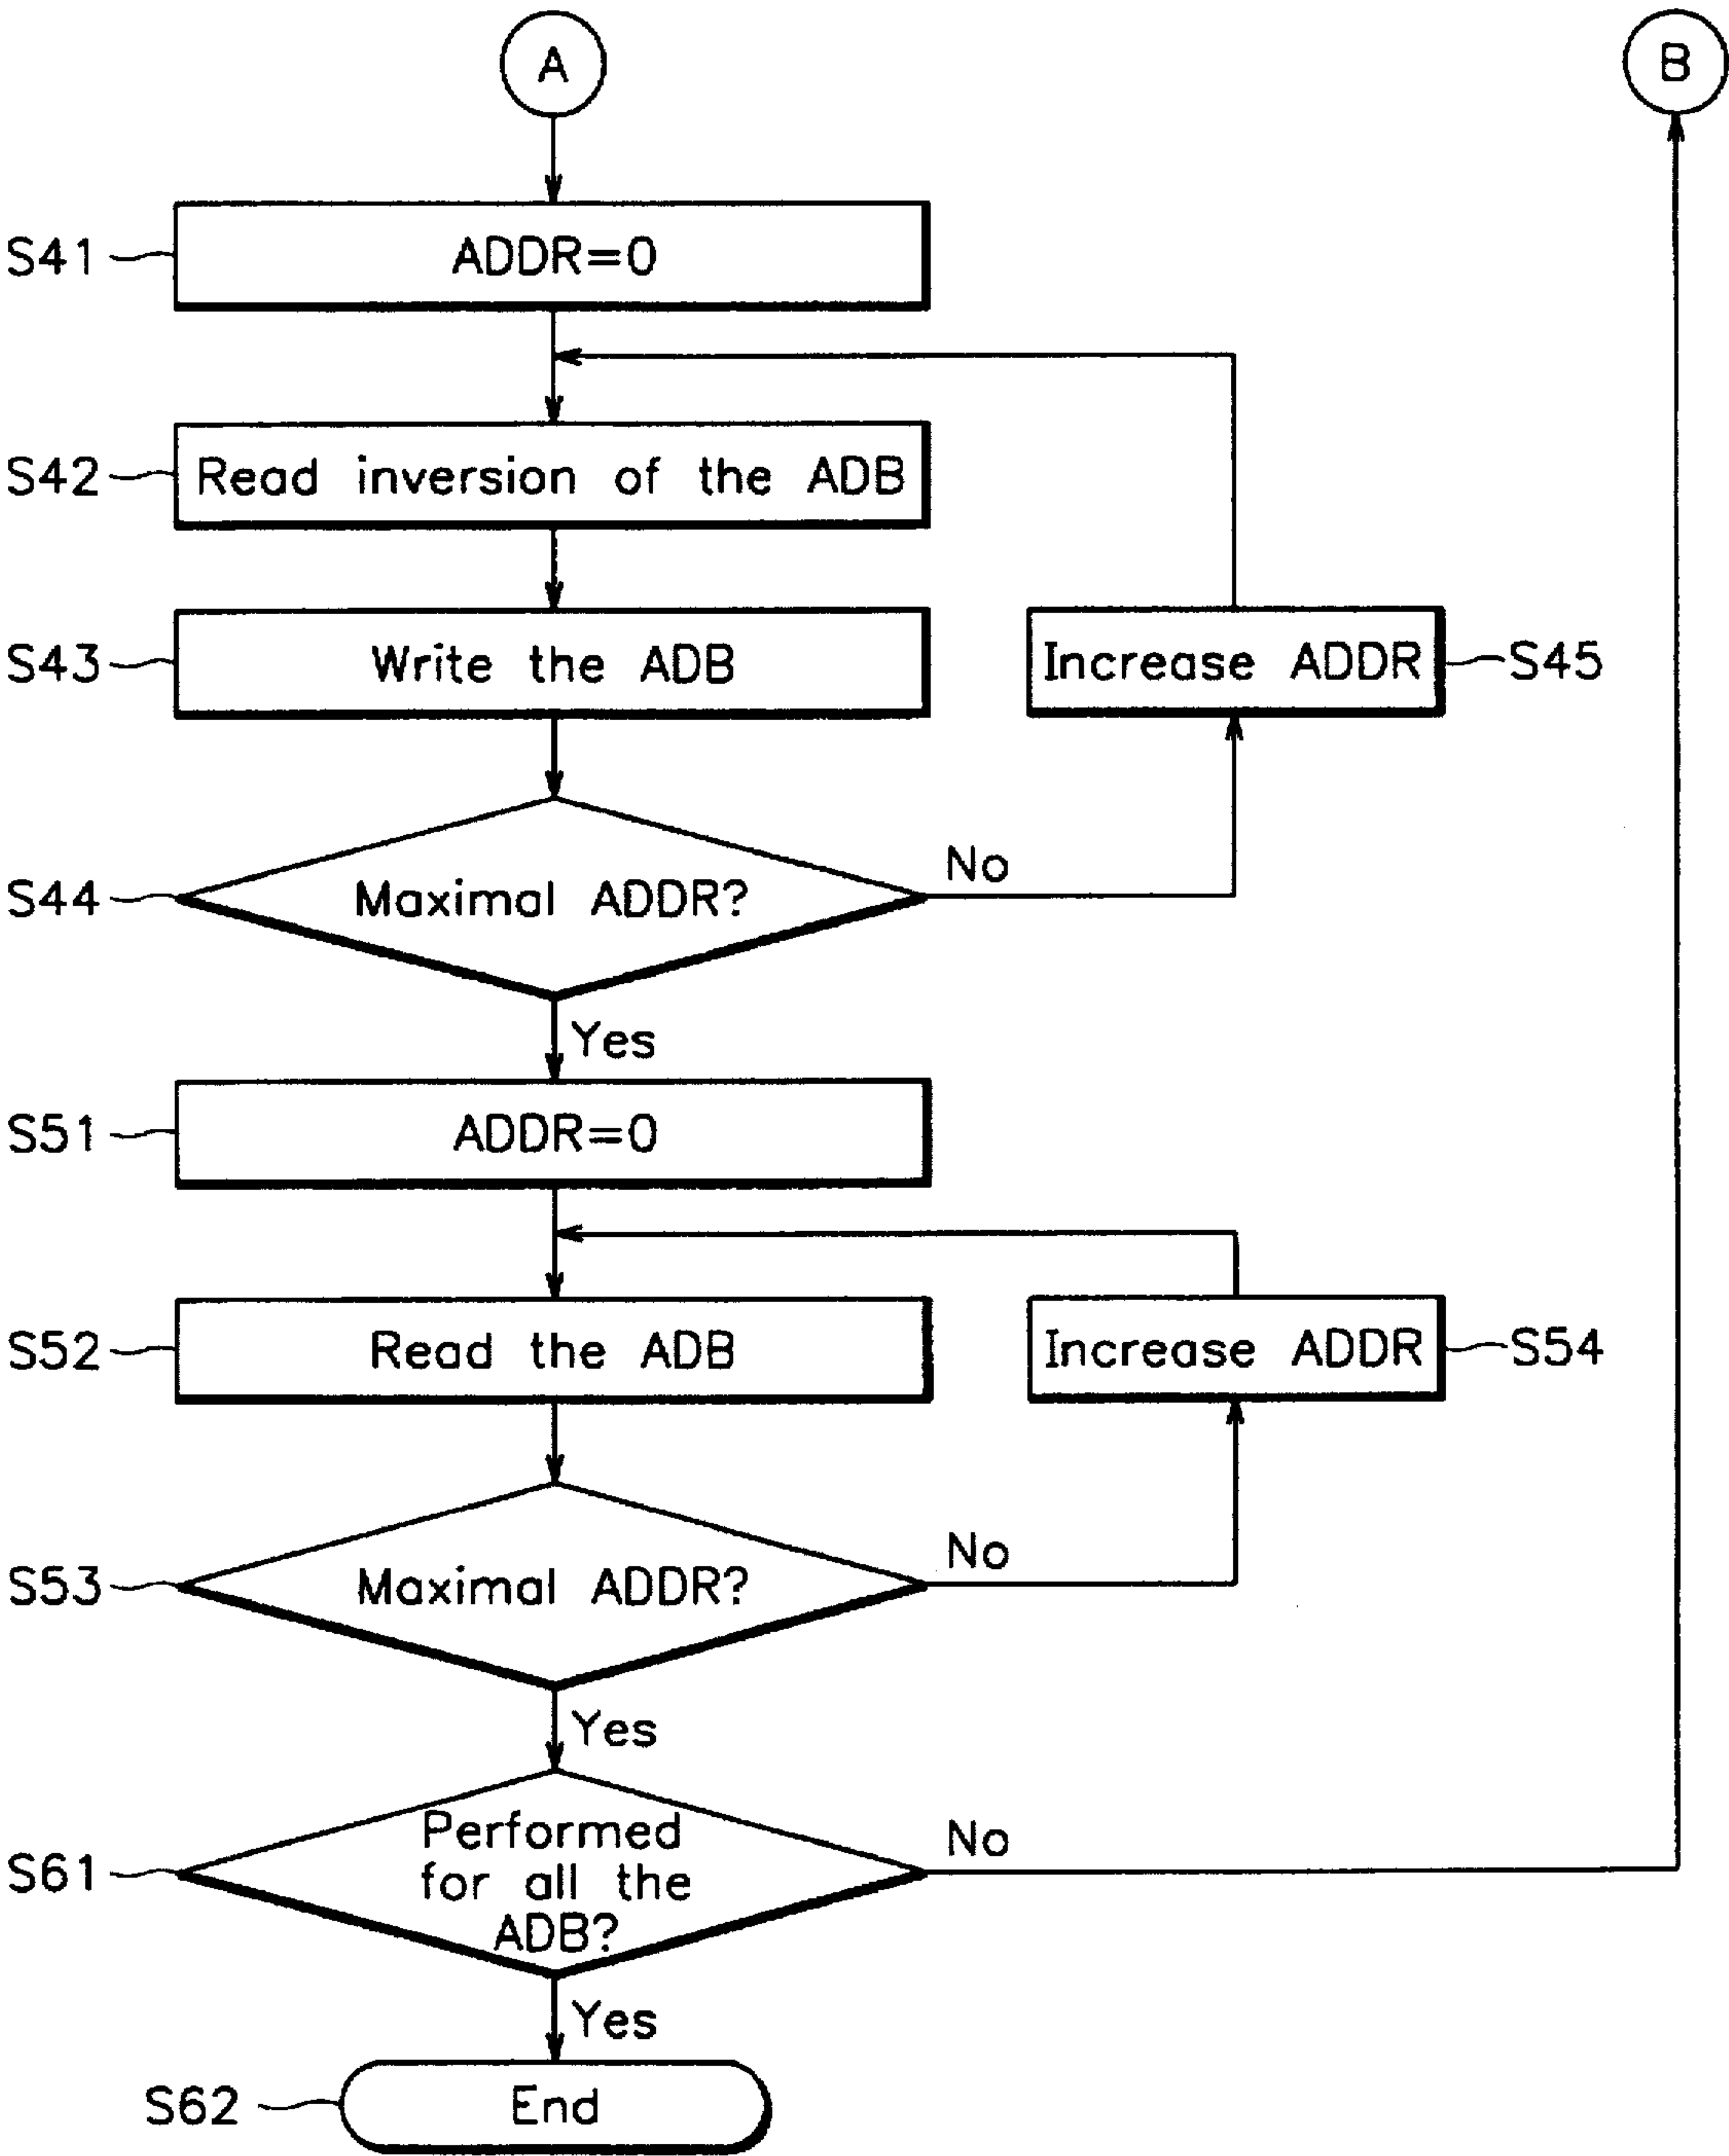 A
B
S41
ADDR=0
S42
Read inversion of the ADB
S43
Write the ADB
Increase ADDR
S45
S44
Maximal ADDR?
No
Yes
S51
ADDR=0
S52
Read the ADB
Increase ADDR
S54
S53
Maximal ADDR?
No
Yes
S61
Performed
for all the
ADB?
No
Yes
S62
End